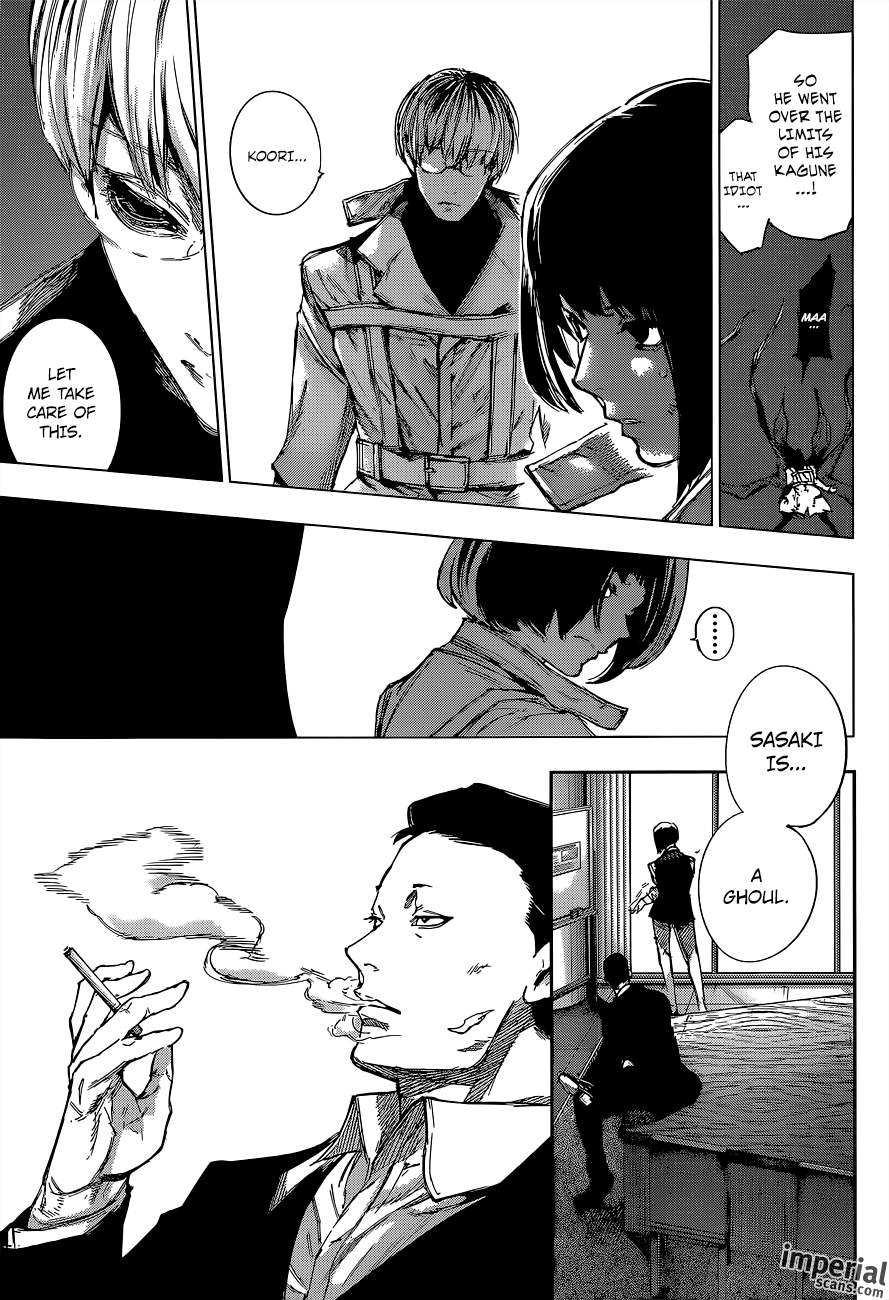 SO
HE WENT
OVER THE
LIMITS
OF HIS
KAGUNE
...!
THAT
IDIOT
...
MAA
...
KOORI...
LET
ME TAKE
CARE OF
THIS.
......
SASAKI
IS...
A
GHOUL.
imperial
scans.com